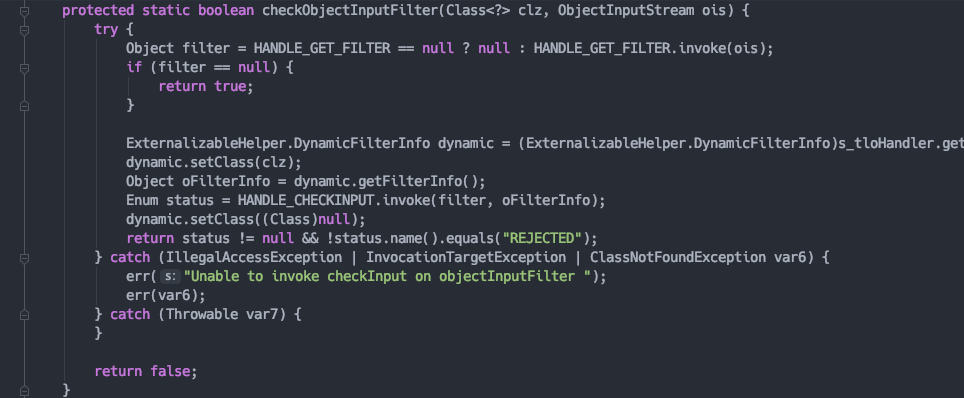 protected static boolean checkObjectInputFilter(Class<?> clz, ObjectInputStream ois) {
try {
Object filter = HANDLE_GET_FILTER == null ? null : HANDLE_GET_FILTER.invoke(ois);
if (filter == null) {
return true;
}
ExternalizableHelper.DynamicFilterInfo dynamic = (ExternalizableHelper.DynamicFilterInfo)s_tloHandler.get
dynamic.setClass(clz);
Object oFilterInfo = dynamic.getFilterInfo();
Enum status = HANDLE_CHECKINPUT.invoke(filter, oFilterInfo);
dynamic.setClass((Class)null);
return status != null && !status.name().equals("REJECTED");
} catch (IllegalAccessException | InvocationTargetException | ClassNotFoundException var6) {
err( s: "Unable to invoke checkInput on objectInputFilter ");
err(var6);
} catch (Throwable var7) {
}
return false;
}